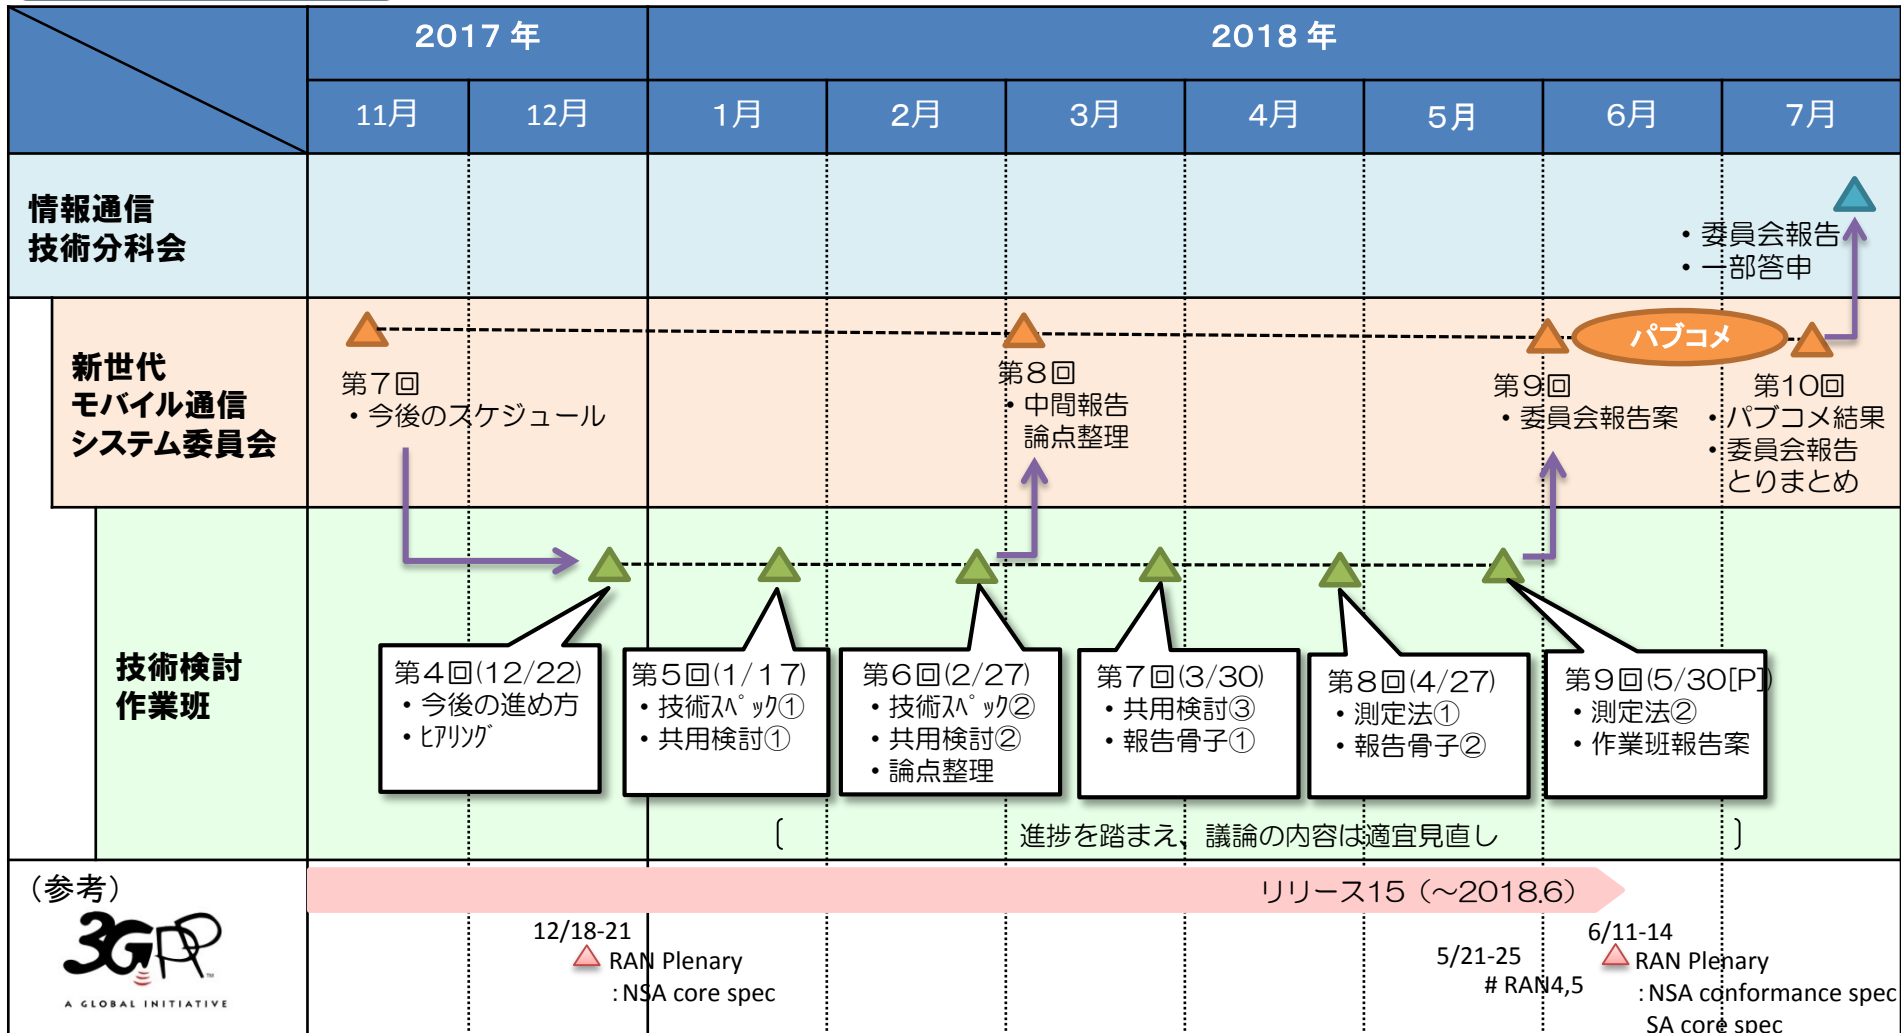 2017 年
2018 年
11月
12月
1月
2月
3月
4月
5月
6月
7月
情報通信
技術分科会
・委員会報告
・一部答申
新世代
モバイル通信
システム委員会
第7回
・今後のスケジュール
第8回
・中間報告
論点整理
第9回
・委員会報告案
パブコメ
第10回
・パブコメ結果
・委員会報告
とりまとめ
技術検討
作業班
第4回(12/22)
・今後の進め方
・ヒアリング
第5回(1/17)
・技術スペック①
・共用検討①
第6回(2/27)
・技術スペック②
・共用検討②
・論点整理
第7回(3/30)
・共用検討③
・報告骨子①
第8回(4/27)
・測定法①
・報告骨子②
第9回(5/30[P])
・測定法②
・作業班報告案
〔 進捗を踏まえ、議論の内容は適宜見直し 〕
（参考）
3GPP™
A GLOBAL INITIATIVE
リリース15（～2018.6）
12/18-21
RAN Plenary
：NSA core spec
5/21-25
# RAN4,5
6/11-14
RAN Plenary
：NSA conformance spec
SA core spec